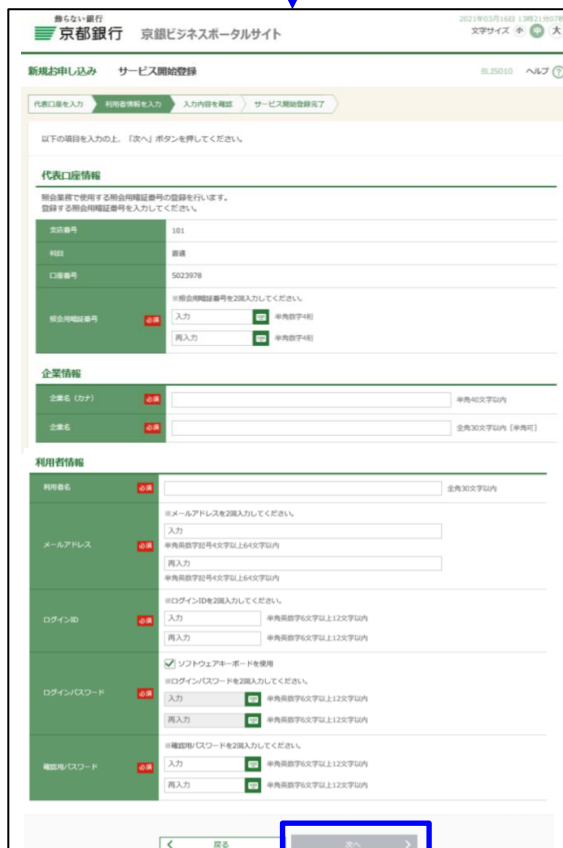 飾らない銀行
京都銀行 京銀ビジネスポータルサイト
2021年03月16日 13時21分07秒
文字サイズ 小 中 大
新規お申し込み サービス開始登録
BLIS010 ヘルプ ?
代表口座を入力 利用者情報を入力 入力内容を確認 サービス開始登録完了
以下の項目を入力の上、「次へ」ボタンを押してください。
代表口座情報
照会業務で使用する照会用暗証番号の登録を行います。
登録する照会用暗証番号を入力してください。
支店番号 101
科目 普通
口座番号 5023978
※照会用暗証番号を2回入力してください。
照会用暗証番号 必須 入力 半角数字4桁
再入力 半角数字4桁
企業情報
企業名（カナ） 必須 半角40文字以内
企業名 必須 全角30文字以内［半角可］
利用者情報
利用者名 必須 全角30文字以内
※メールアドレスを2回入力してください。
メールアドレス 必須 入力
半角英数字記号4文字以上64文字以内
再入力
半角英数字記号4文字以上64文字以内
※ログインIDを2回入力してください。
ログインID 必須 入力 半角英数字6文字以上12文字以内
再入力 半角英数字6文字以上12文字以内
ソフトウェアキーボードを使用
※ログインパスワードを2回入力してください。
ログインパスワード 必須 入力 半角英数字6文字以上12文字以内
再入力 半角英数字6文字以上12文字以内
※確認用パスワードを2回入力してください。
確認用パスワード 必須 入力 半角英数字6文字以上12文字以内
再入力 半角英数字6文字以上12文字以内
戻る 次へ